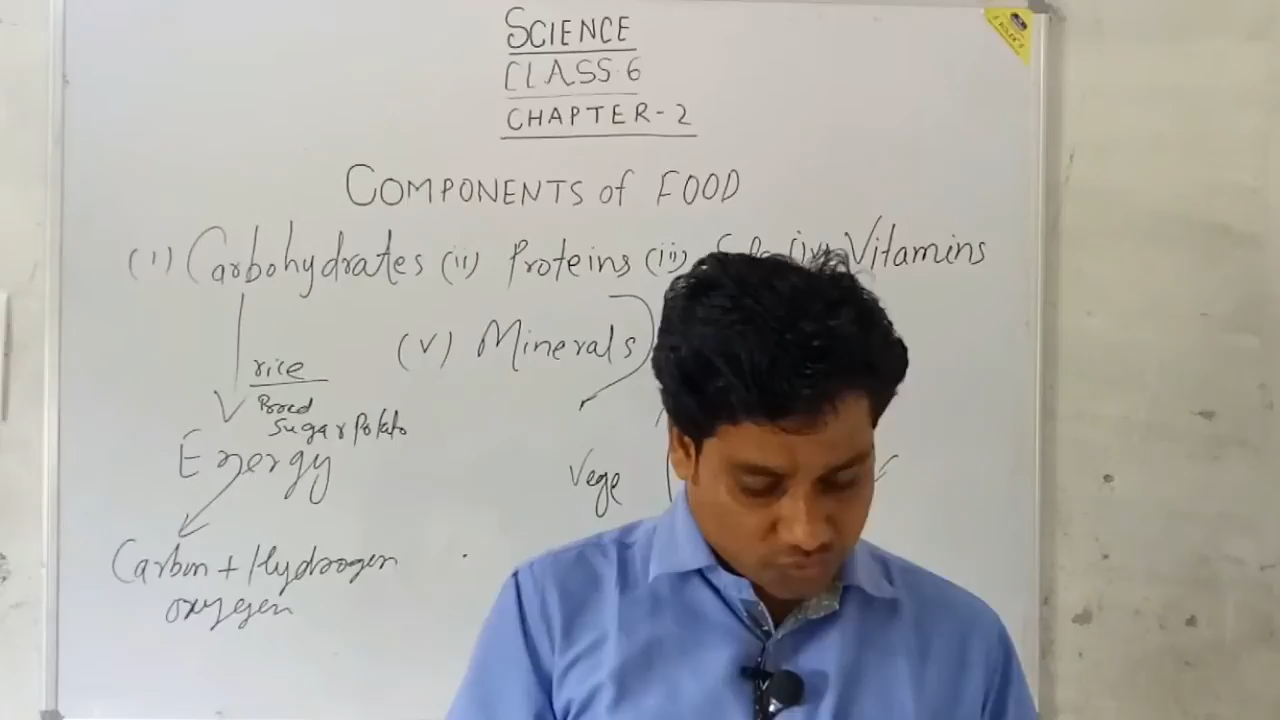 SCIENCE
CLASS 6
CHAPTER-2
COMPONENTS of FOOD
(i) Carbohydrates (ii) Proteins (iii) Vitamins
(v) Minerals
rice
Sugar Potato
Energy
Vege
Carbon + Hydrogen
oxygen